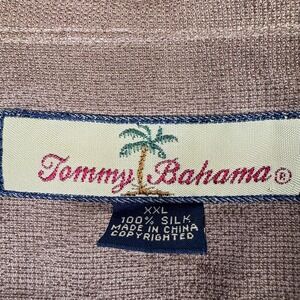 Tommy Bahama®
XXL
100% SILK
MADE IN CHINA
COPYRIGHTED